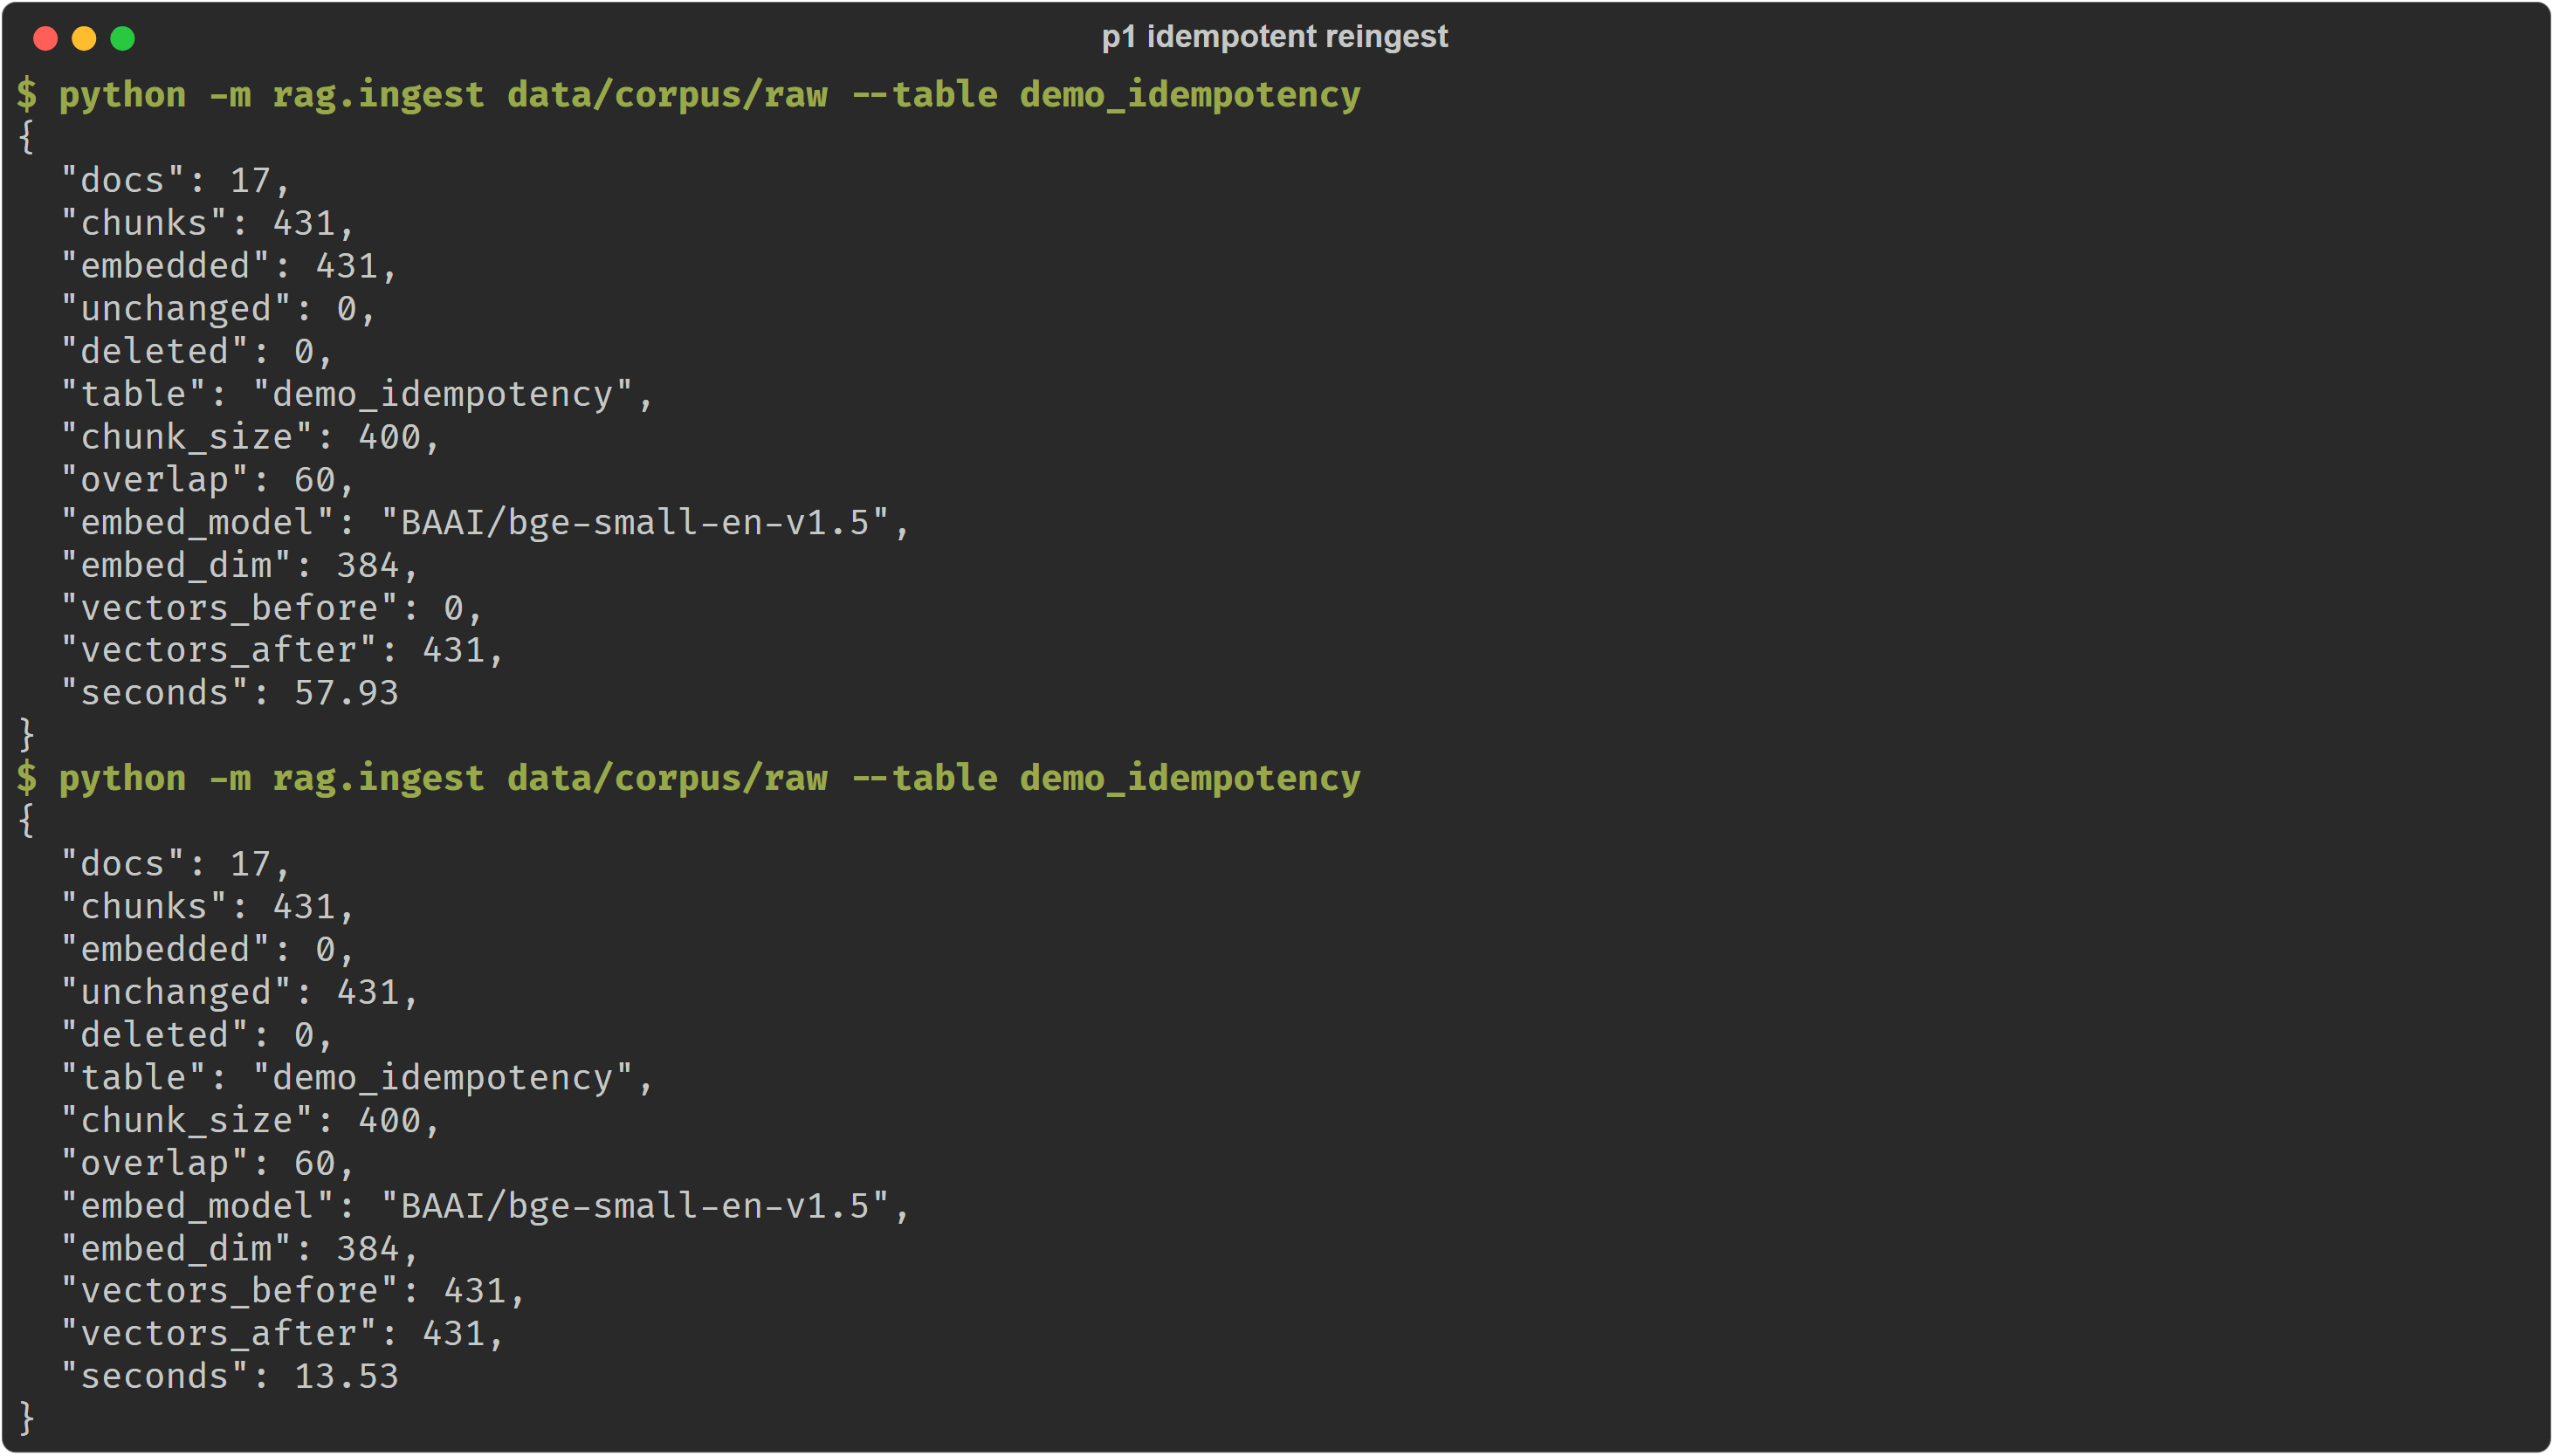 p1 idempotent reingest
$ python -m rag.ingest data/corpus/raw --table demo_idempotency
{
  "docs": 17,
  "chunks": 431,
  "embedded": 431,
  "unchanged": 0,
  "deleted": 0,
  "table": "demo_idempotency",
  "chunk_size": 400,
  "overlap": 60,
  "embed_model": "BAAI/bge-small-en-v1.5",
  "embed_dim": 384,
  "vectors_before": 0,
  "vectors_after": 431,
  "seconds": 57.93
}
$ python -m rag.ingest data/corpus/raw --table demo_idempotency
{
  "docs": 17,
  "chunks": 431,
  "embedded": 0,
  "unchanged": 431,
  "deleted": 0,
  "table": "demo_idempotency",
  "chunk_size": 400,
  "overlap": 60,
  "embed_model": "BAAI/bge-small-en-v1.5",
  "embed_dim": 384,
  "vectors_before": 431,
  "vectors_after": 431,
  "seconds": 13.53
}